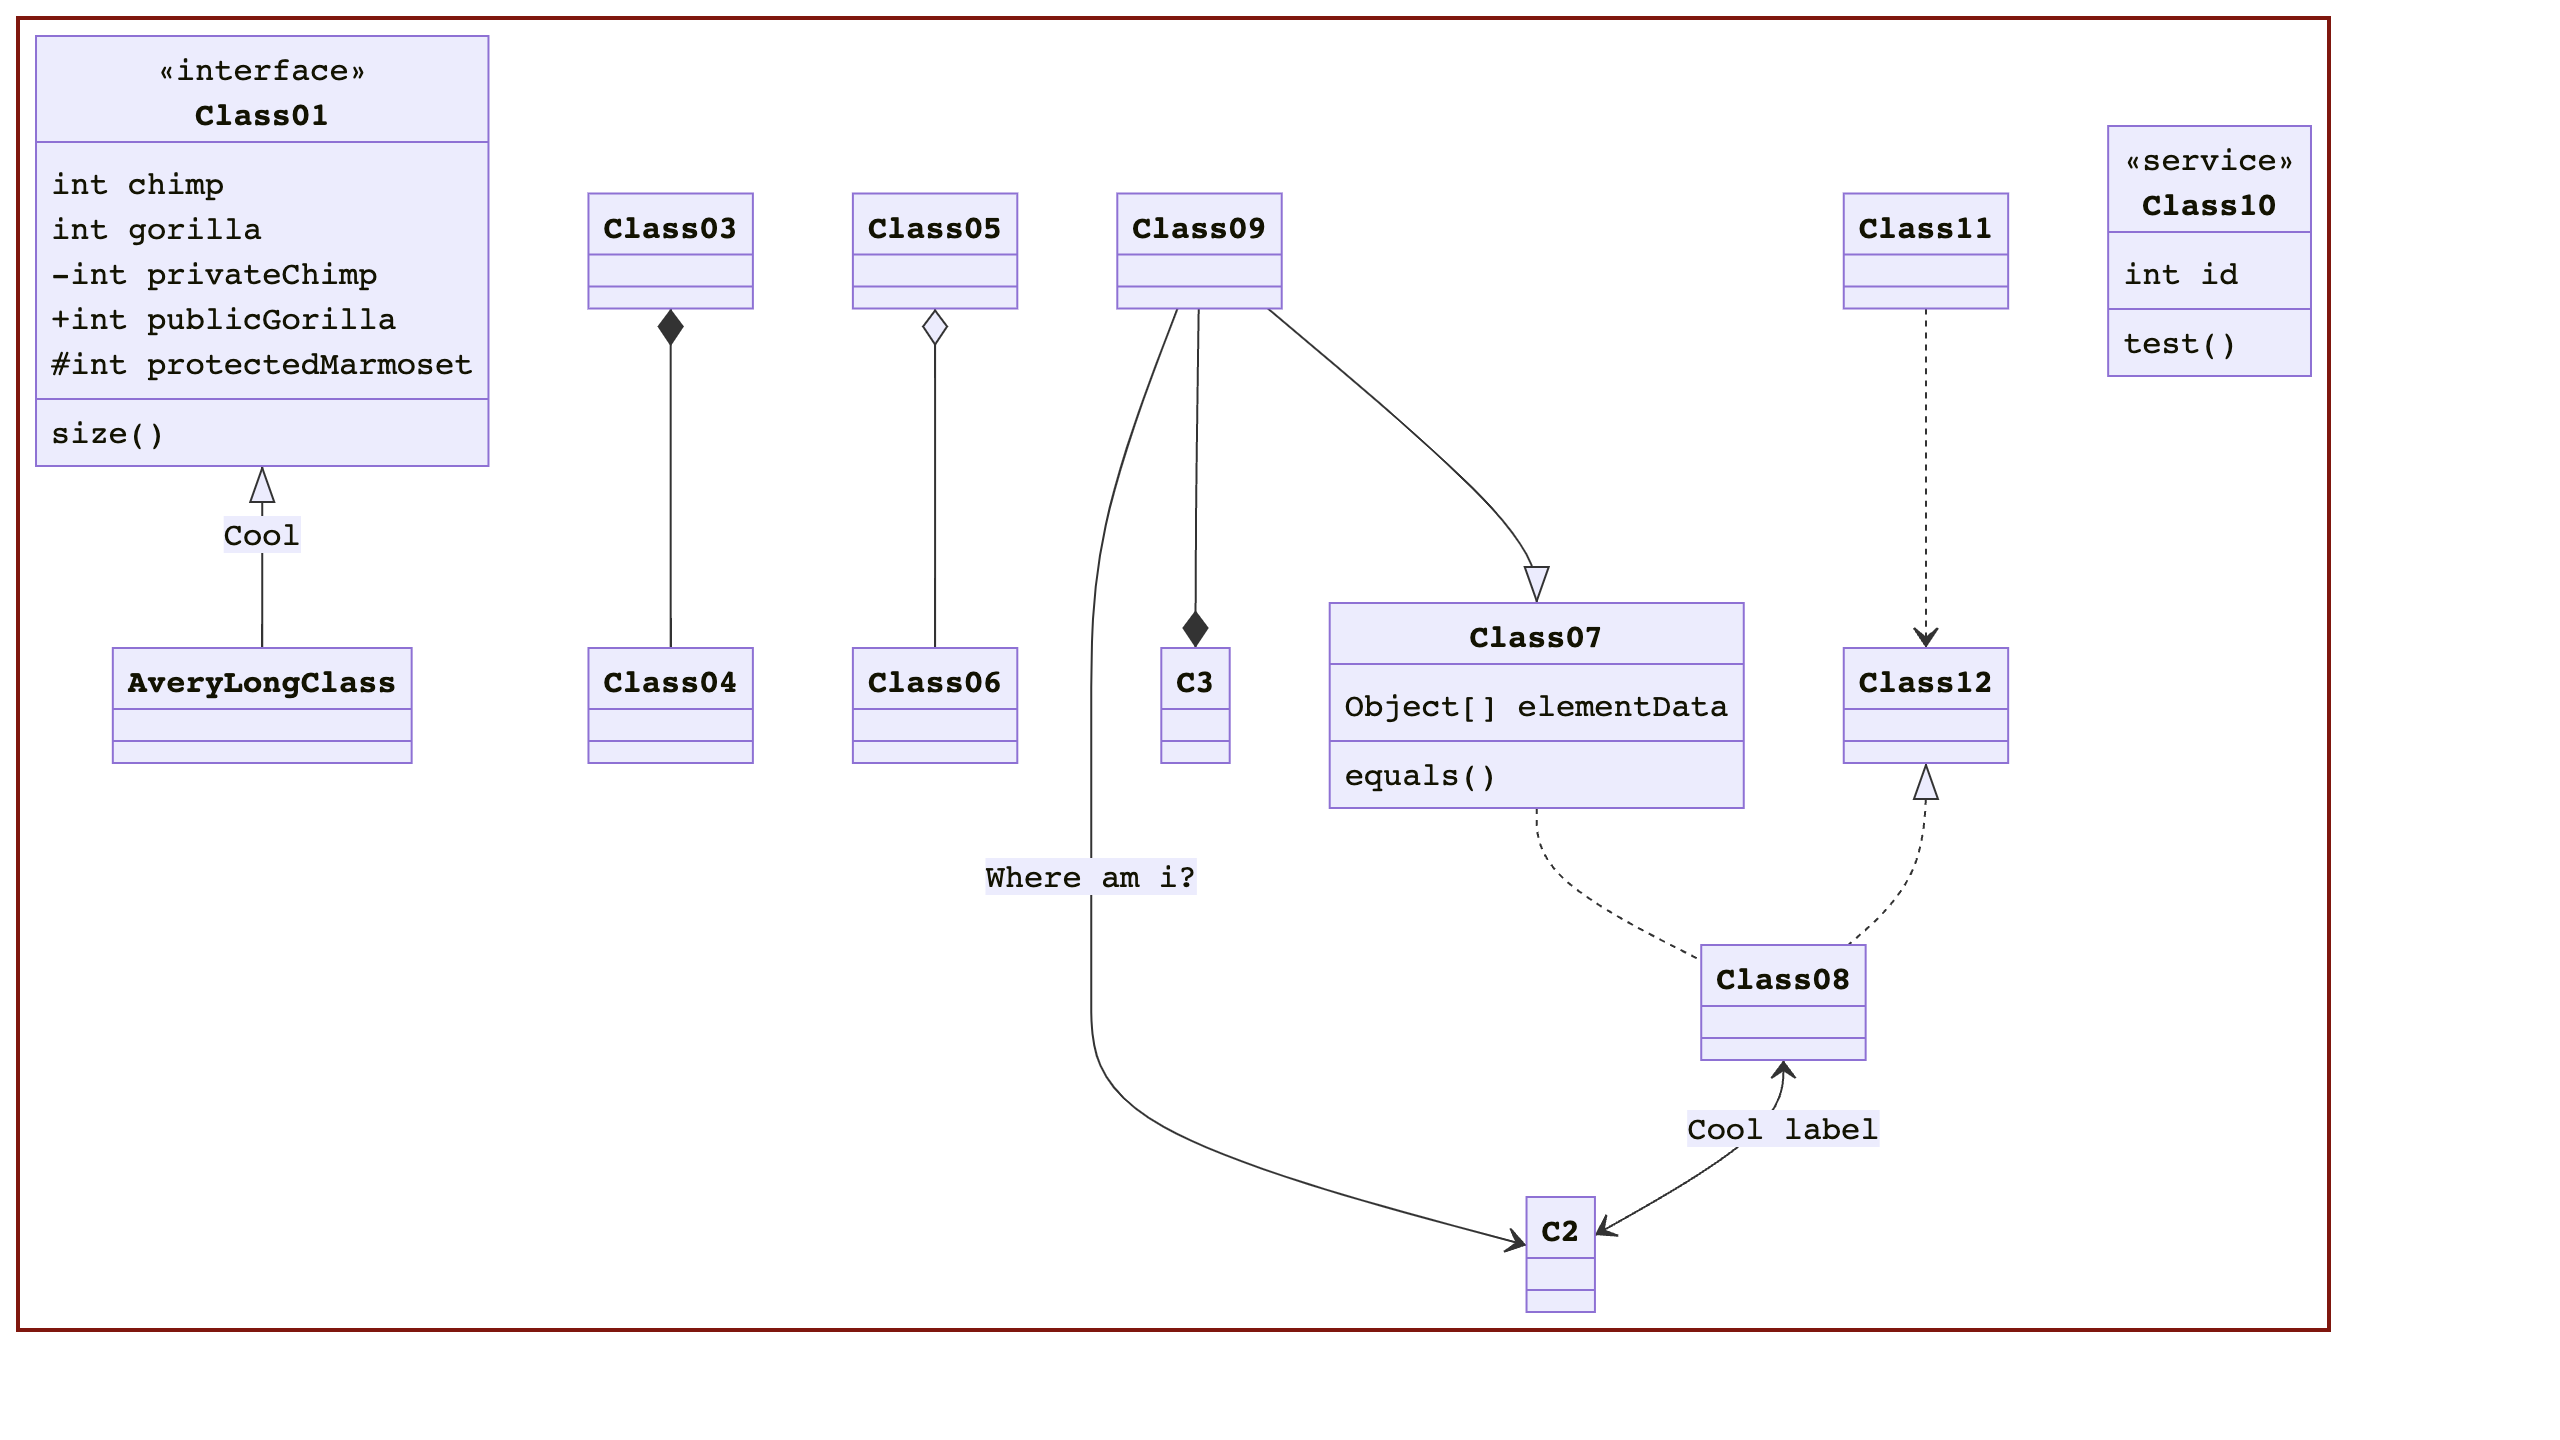 «interface»
Class01
int chimp
int gorilla
-int privateChimp
+int publicGorilla
#int protectedMarmoset
size()
Class03
Class05
Class09
Class11
«service»
Class10
int id
test()
Cool
AveryLongClass
Class04
Class06
C3
Class07
Object[] elementData
equals()
Class12
Where am i?
Class08
Cool label
C2